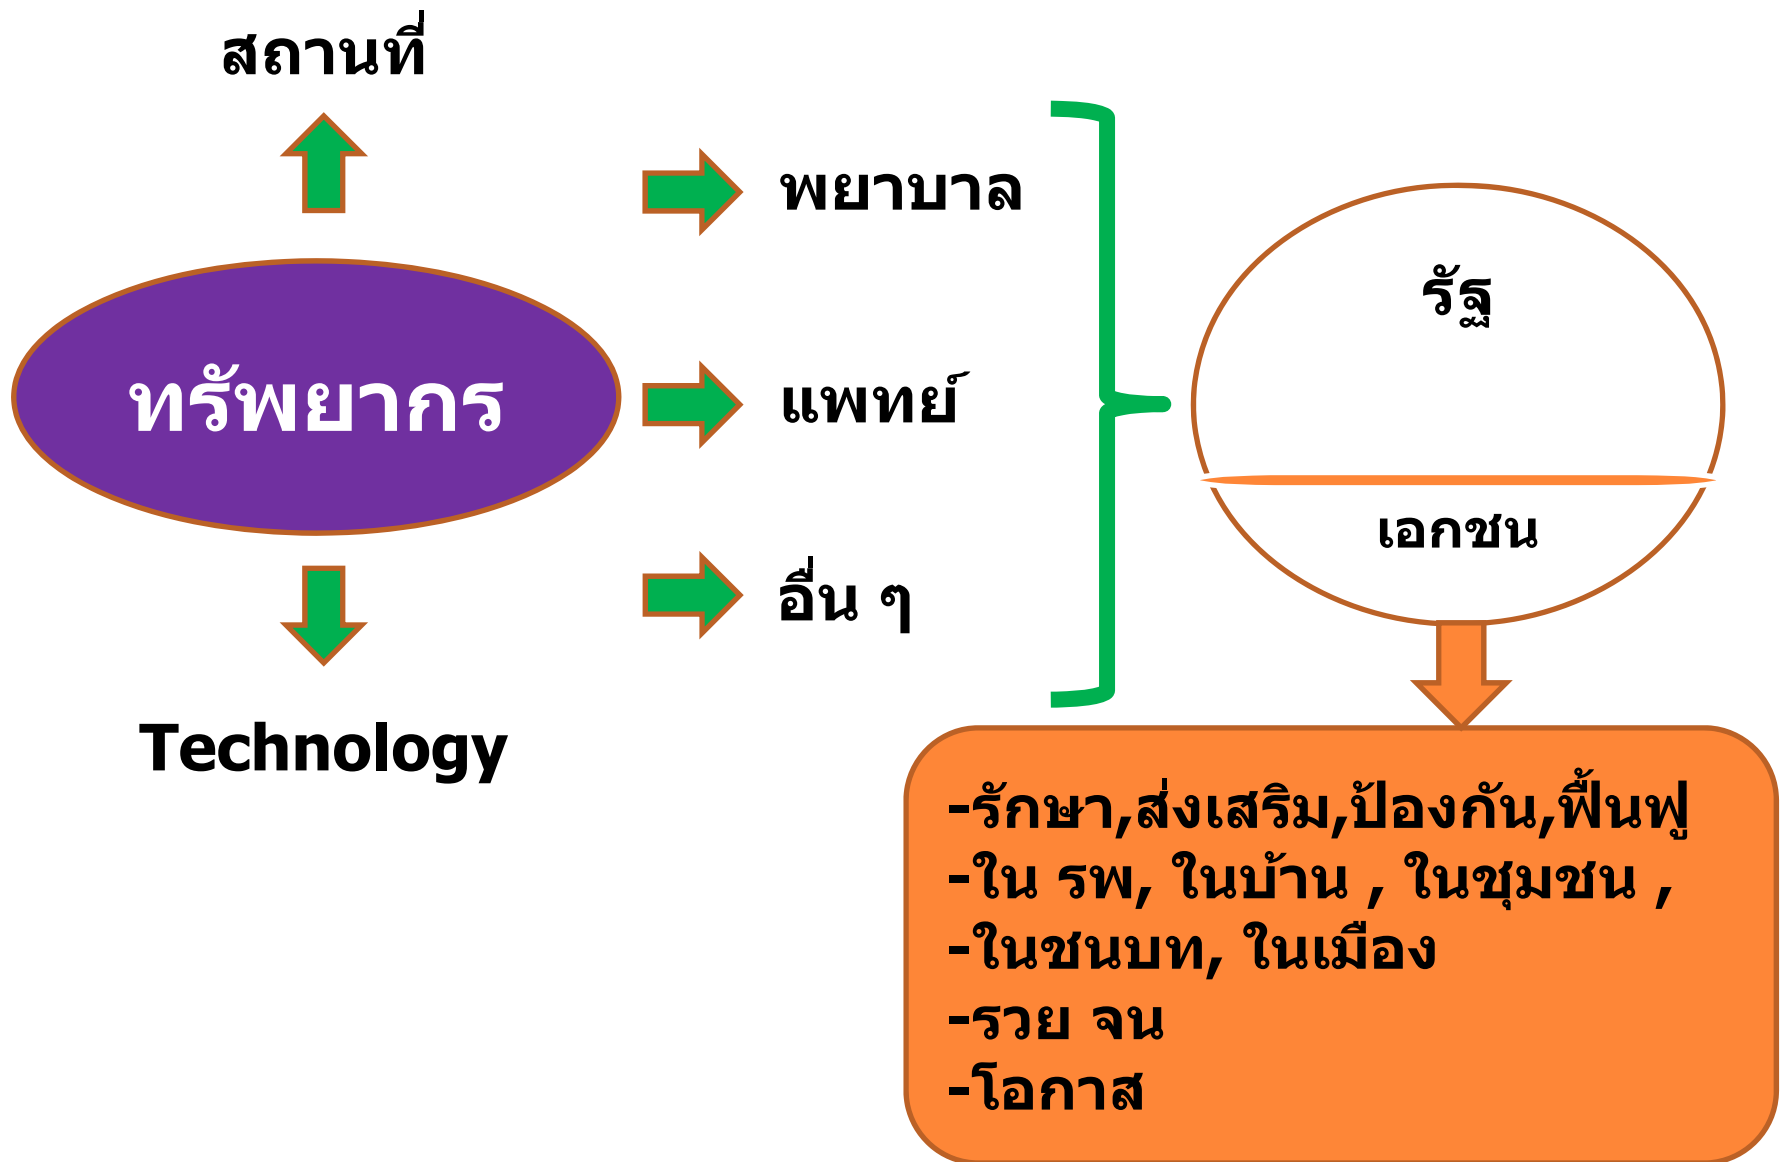 สถานที่
พยาบาล
รัฐ
ทรัพยากร
แพทย์
เอกชน
อื่น ๆ
Technology
-รักษา,ส่งเสริม,ป้องกัน,ฟื้นฟู
-ใน รพ, ในบ้าน , ในชุมชน ,
-ในชนบท, ในเมือง
-รวย จน
-โอกาส